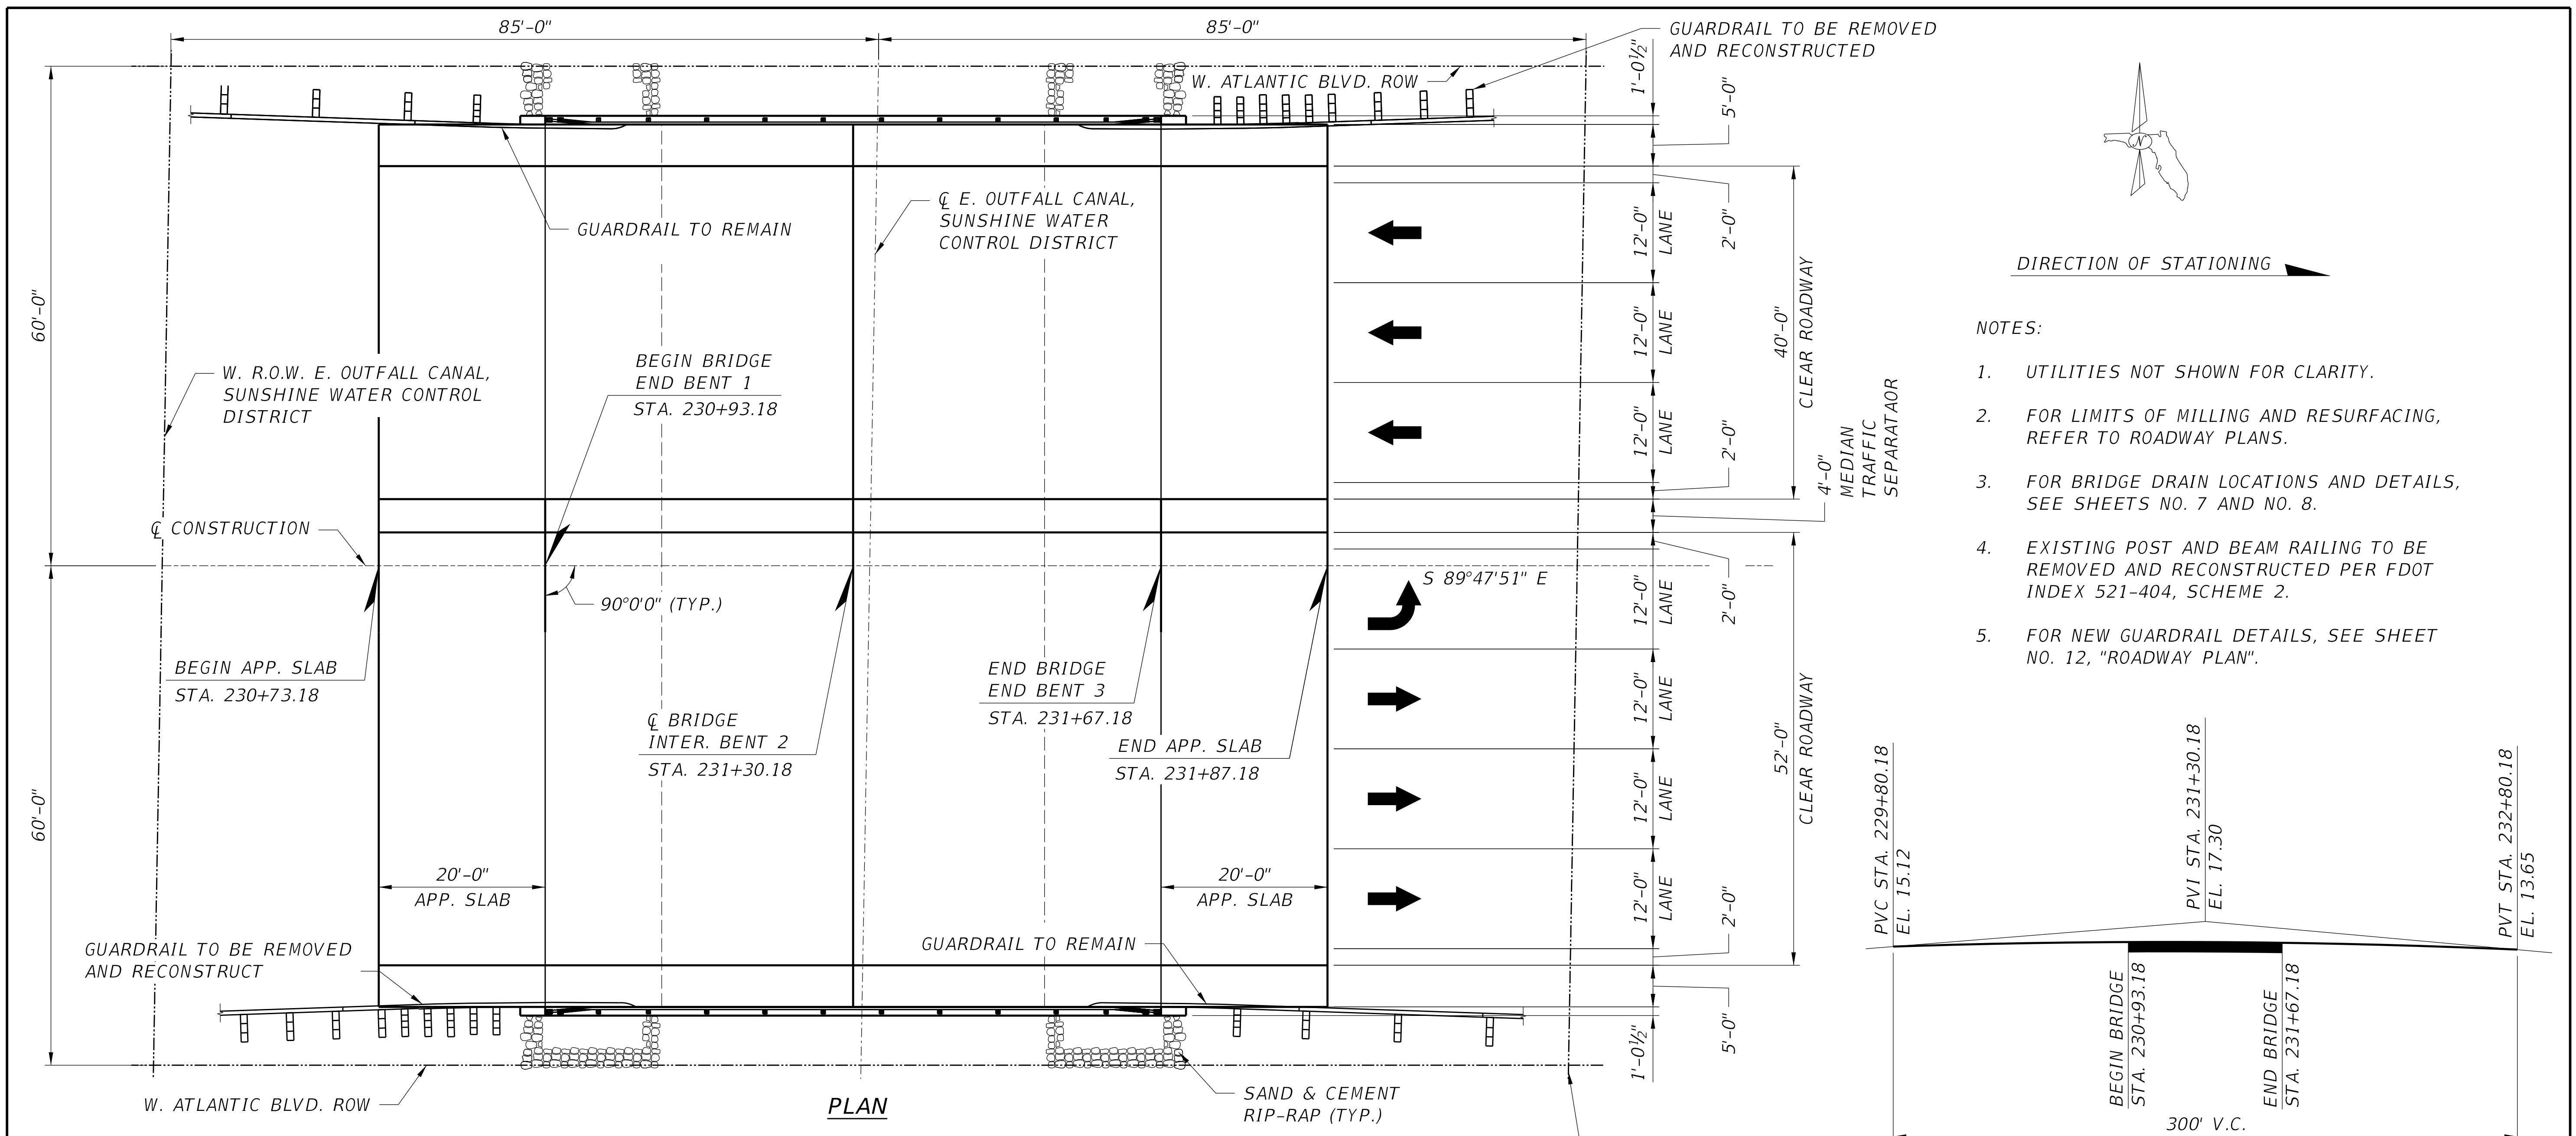 85'-0"
85'-0"
GUARDRAIL TO BE REMOVED
AND RECONSTRUCTED
W. ATLANTIC BLVD. ROW
1'-0½"
5'-0"
60'-0"
GUARDRAIL TO REMAIN
℄ E. OUTFALL CANAL,
SUNSHINE WATER
CONTROL DISTRICT
12'-0"
LANE
2'-0"
12'-0"
LANE
12'-0"
LANE
2'-0"
40'-0"
CLEAR ROADWAY
4'-0"
MEDIAN
TRAFFIC
SEPARATAOR
W. R.O.W. E. OUTFALL CANAL,
SUNSHINE WATER CONTROL
DISTRICT
BEGIN BRIDGE
END BENT 1
STA. 230+93.18
℄ CONSTRUCTION
90°0'0" (TYP.)
S 89°47'51" E
BEGIN APP. SLAB
STA. 230+73.18
℄ BRIDGE
INTER. BENT 2
STA. 231+30.18
END BRIDGE
END BENT 3
STA. 231+67.18
END APP. SLAB
STA. 231+87.18
12'-0"
LANE
2'-0"
12'-0"
LANE
12'-0"
LANE
12'-0"
LANE
2'-0"
52'-0"
CLEAR ROADWAY
60'-0"
20'-0"
APP. SLAB
20'-0"
APP. SLAB
GUARDRAIL TO BE REMOVED
AND RECONSTRUCT
GUARDRAIL TO REMAIN
5'-0"
1'-0½"
W. ATLANTIC BLVD. ROW
SAND & CEMENT
RIP-RAP (TYP.)
PLAN
N
DIRECTION OF STATIONING
NOTES:
1. UTILITIES NOT SHOWN FOR CLARITY.
2. FOR LIMITS OF MILLING AND RESURFACING,
REFER TO ROADWAY PLANS.
3. FOR BRIDGE DRAIN LOCATIONS AND DETAILS,
SEE SHEETS NO. 7 AND NO. 8.
4. EXISTING POST AND BEAM RAILING TO BE
REMOVED AND RECONSTRUCTED PER FDOT
INDEX 521-404, SCHEME 2.
5. FOR NEW GUARDRAIL DETAILS, SEE SHEET
NO. 12, "ROADWAY PLAN".
PVC STA. 229+80.18
EL. 15.12
PVI STA. 231+30.18
EL. 17.30
PVT STA. 232+80.18
EL. 13.65
BEGIN BRIDGE
STA. 230+93.18
END BRIDGE
STA. 231+67.18
300' V.C.